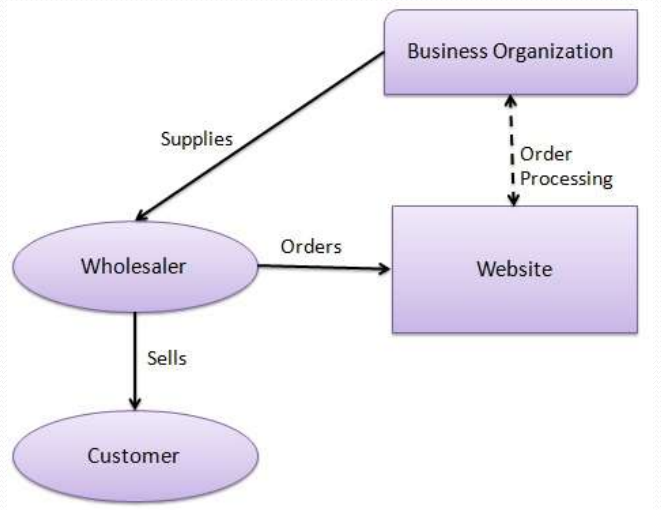 Business Organization
Supplies
Order
Processing
Wholesaler
Orders
Website
Sells
Customer